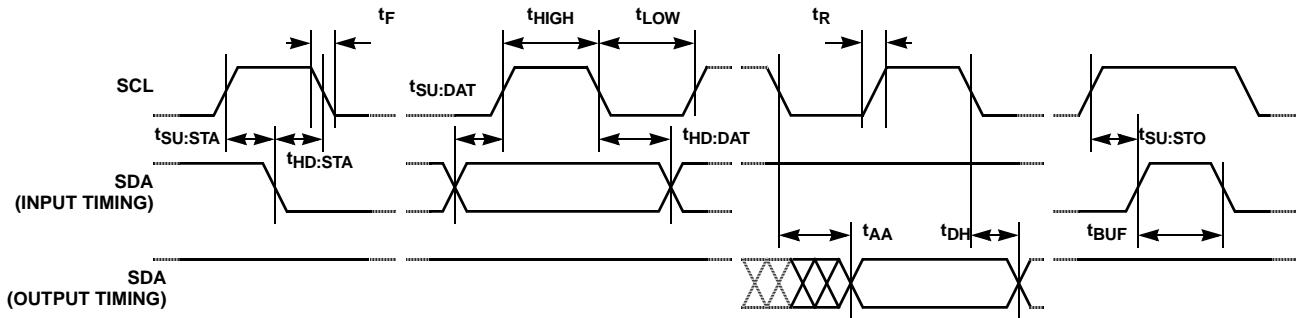 tF
tHIGH
tLOW
tR
SCL
tSU:DAT
tSU:STA
tHD:STA
tHD:DAT
tSU:STO
SDA
(INPUT TIMING)
tAA
tDH
tBUF
SDA
(OUTPUT TIMING)